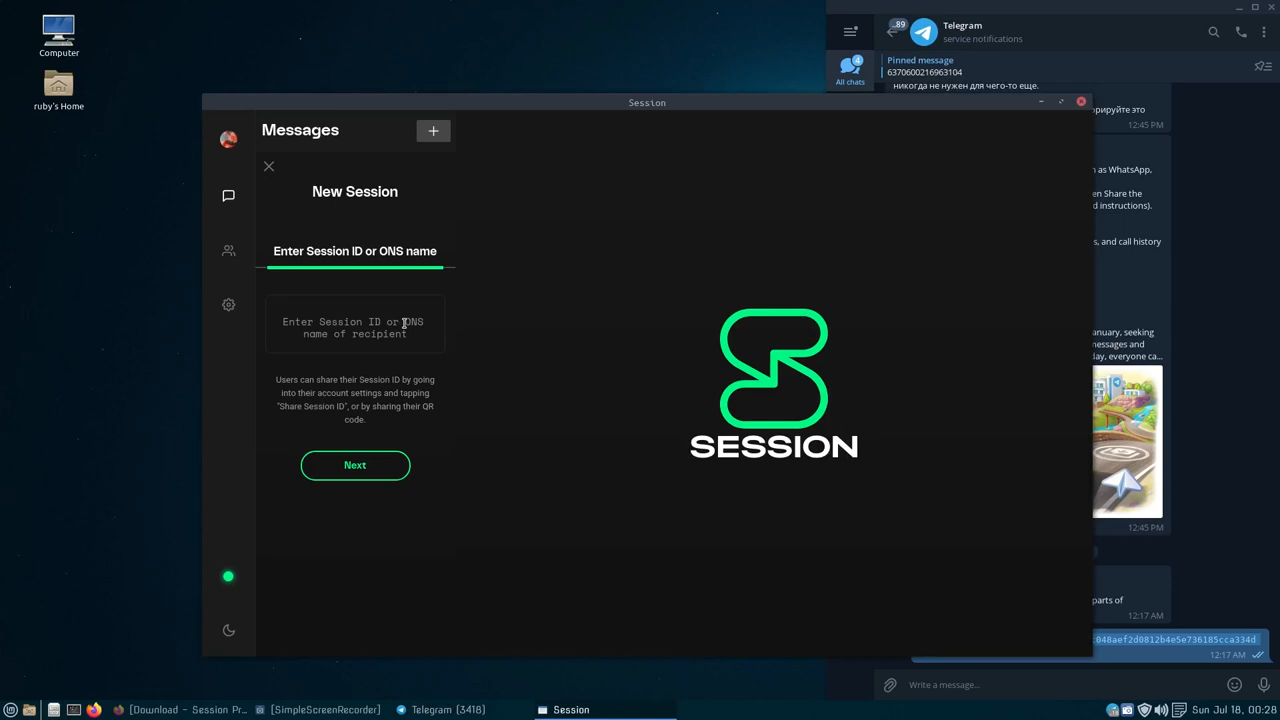 Computer
ruby's Home
Session
Messages
New Session
Enter Session ID or ONS name
Enter Session ID or ONS
name of recipient
Users can share their Session ID by going
into their account settings and tapping
"Share Session ID", or by sharing their QR
code.
Next
SESSION
All chats
4
..89
Telegram
service notifications
Pinned message
6370600216963104
никогда не нужен для чего-то еще.
орируйте это
12:45 PM
n as WhatsApp,
en Share the
d instructions).
s, and call history
anuary, seeking
messages and
day, everyone ca...
12:45 PM
parts of
12:17 AM
048aef2d0812b4e5e736185cca334d
12:17 AM
Write a message...
[Download - Session Pr...
[SimpleScreenRecorder]
Telegram (3418)
Session
Sun Jul 18, 00:28